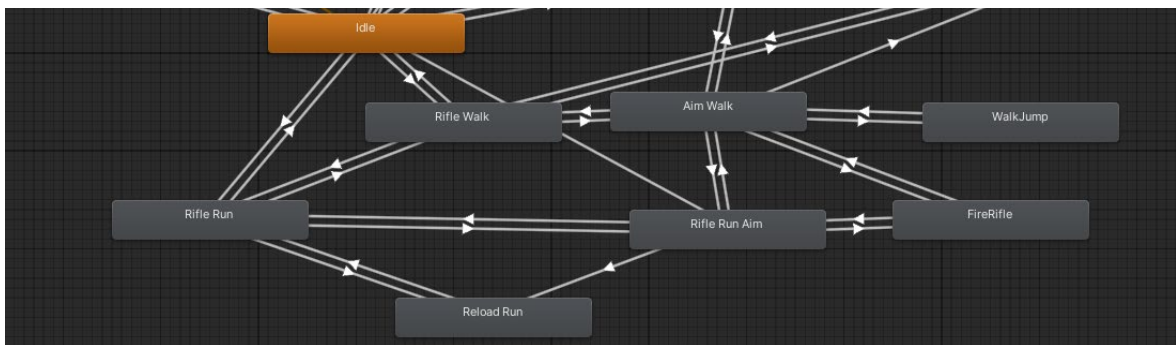 Idle
Rifle Walk
Aim Walk
WalkJump
Rifle Run
Rifle Run Aim
FireRifle
Reload Run